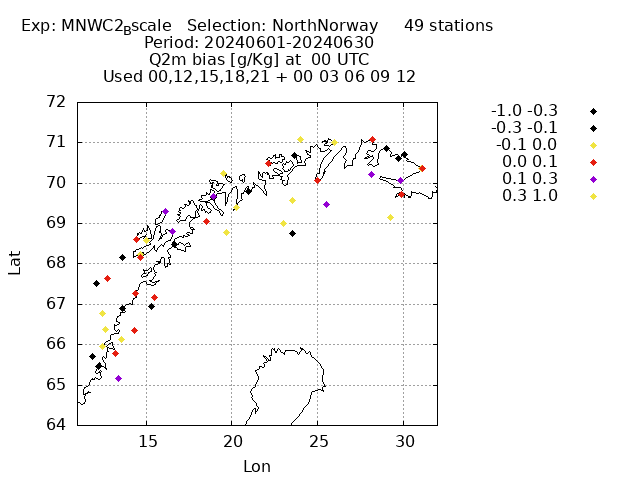 Exp: MNWC2Bscale   Selection: NorthNorway     49 stations
Period: 20240601-20240630
Q2m bias [g/Kg] at  00 UTC
Used 00,12,15,18,21 + 00 03 06 09 12
-1.0 -0.3
-0.3 -0.1
-0.1 0.0
0.0 0.1
0.1 0.3
0.3 1.0
72
71
70
69
68
67
66
65
64
Lat
15 20 25 30
Lon